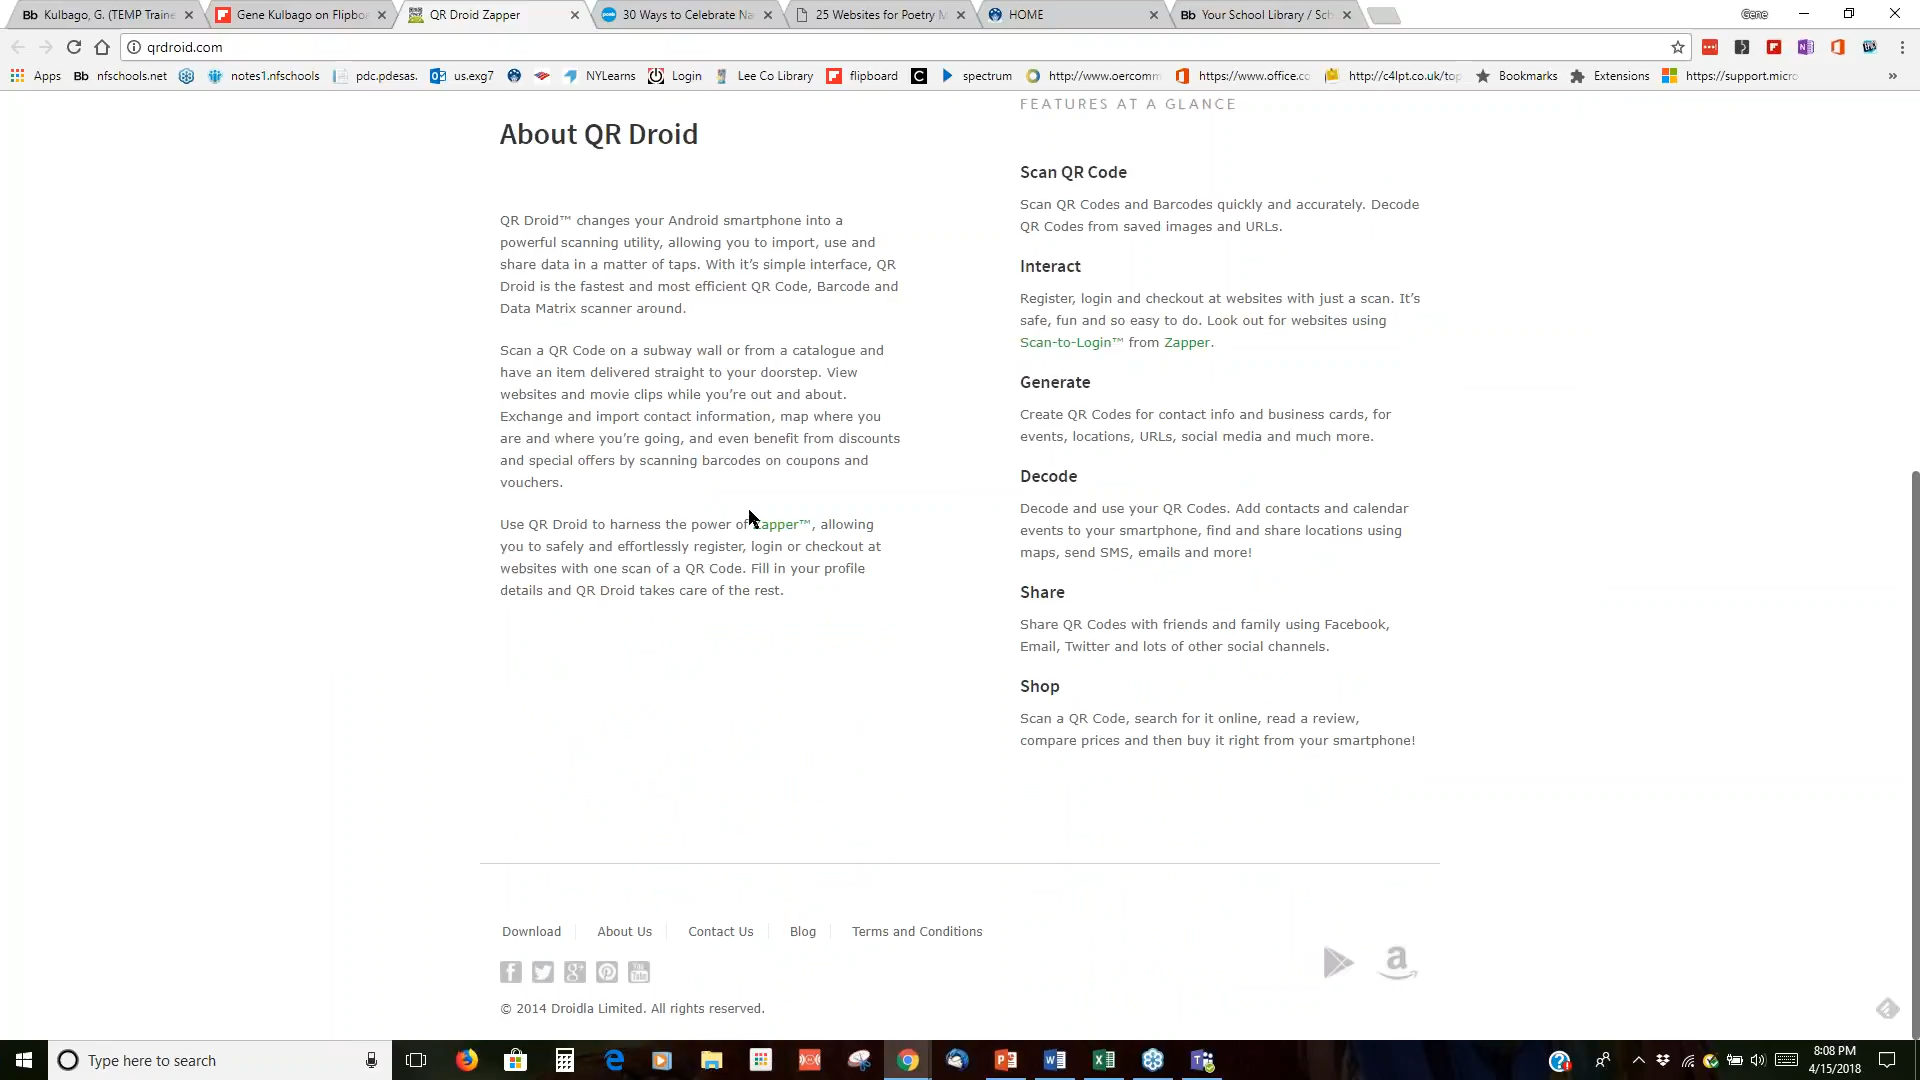 Bb Kulbago, G. (TEMP Traine
Gene Kulbago on Flipbo
QR Droid Zapper
30 Ways to Celebrate Na
25 Websites for Poetry M
HOME
Bb Your School Library / Sch
Gene
qrdroid.com
Apps
Bb nfschools.net
notes1.nfschools
pdc.pdesas.
us.exg7
NYLearns
Login
Lee Co Library
flipboard
spectrum
http://www.oercomm
https://www.office.co
http://c4lpt.co.uk/top
Bookmarks
Extensions
https://support.micro
»
About QR Droid
QR Droid™ changes your Android smartphone into a
powerful scanning utility, allowing you to import, use and
share data in a matter of taps. With it’s simple interface, QR
Droid is the fastest and most efficient QR Code, Barcode and
Data Matrix scanner around.
Scan a QR Code on a subway wall or from a catalogue and
have an item delivered straight to your doorstep. View
websites and movie clips while you’re out and about.
Exchange and import contact information, map where you
are and where you’re going, and even benefit from discounts
and special offers by scanning barcodes on coupons and
vouchers.
Use QR Droid to harness the power of Zapper™, allowing
you to safely and effortlessly register, login or checkout at
websites with one scan of a QR Code. Fill in your profile
details and QR Droid takes care of the rest.
FEATURES AT A GLANCE
Scan QR Code
Scan QR Codes and Barcodes quickly and accurately. Decode
QR Codes from saved images and URLs.
Interact
Register, login and checkout at websites with just a scan. It’s
safe, fun and so easy to do. Look out for websites using
Scan-to-Login™ from Zapper.
Generate
Create QR Codes for contact info and business cards, for
events, locations, URLs, social media and much more.
Decode
Decode and use your QR Codes. Add contacts and calendar
events to your smartphone, find and share locations using
maps, send SMS, emails and more!
Share
Share QR Codes with friends and family using Facebook,
Email, Twitter and lots of other social channels.
Shop
Scan a QR Code, search for it online, read a review,
compare prices and then buy it right from your smartphone!
Download
About Us
Contact Us
Blog
Terms and Conditions
© 2014 Droidla Limited. All rights reserved.
Type here to search
8:08 PM
4/15/2018